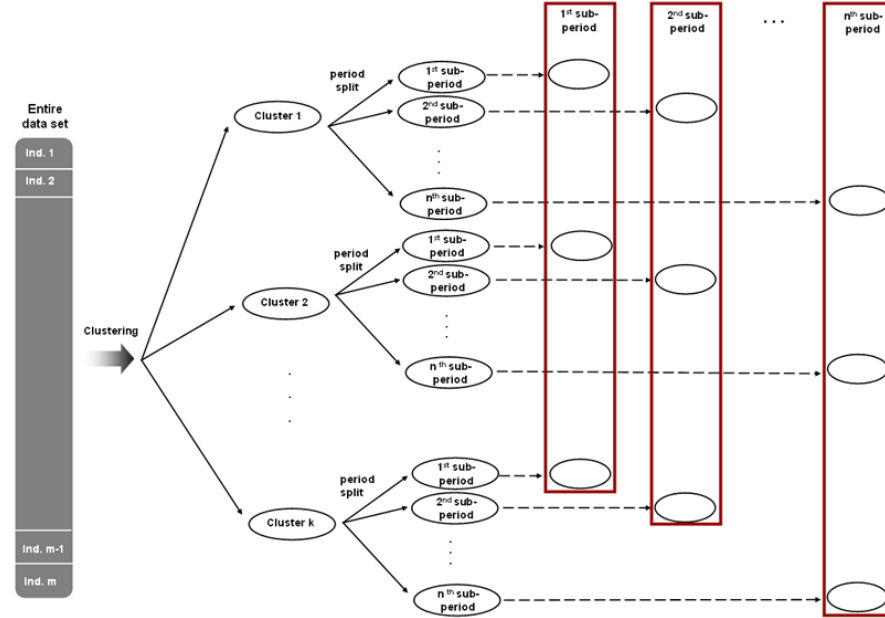 1st sub-
period
2nd sub-
period
...
nth sub-
period
Entire
data set
Ind. 1
Ind. 2
Ind. m-1
Ind. m
Clustering
Cluster 1
period
split
1st sub-
period
2nd sub-
period
...
nth sub-
period
Cluster 2
period
split
1st sub-
period
2nd sub-
period
...
nth sub-
period
...
Cluster k
period
split
1st sub-
period
2nd sub-
period
...
nth sub-
period